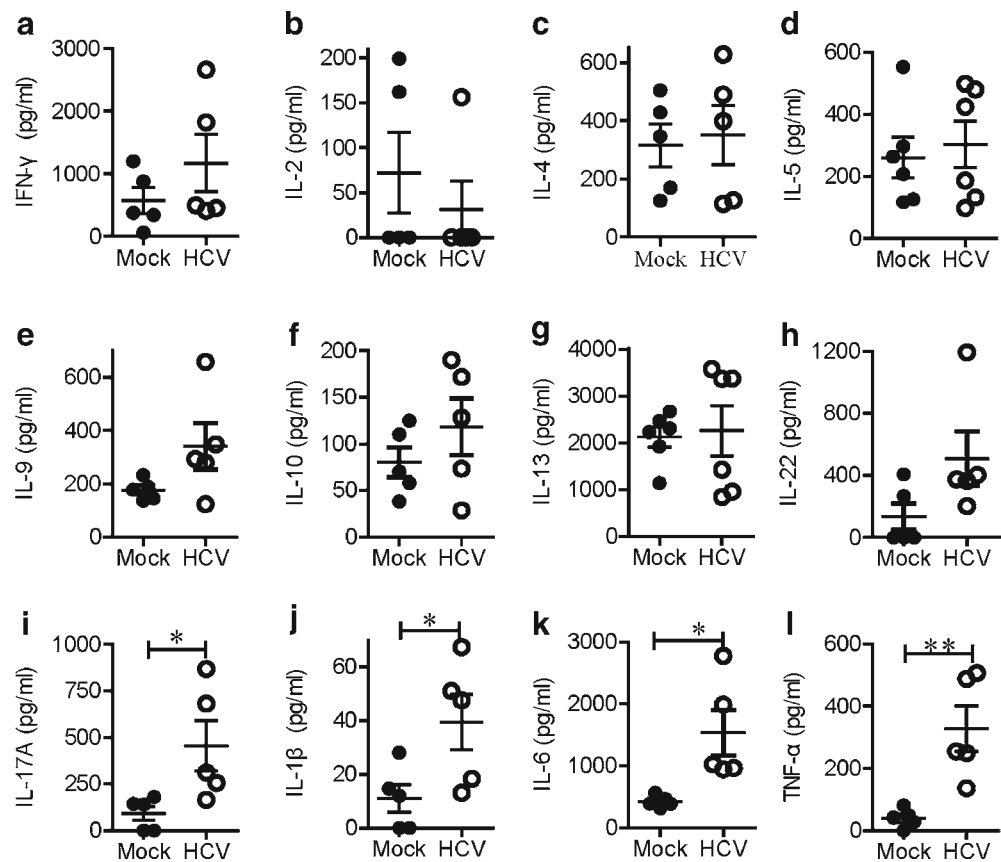 a
IFN-γ (pg/ml)
3000
2000
1000
0
Mock HCV
b
IL-2 (pg/ml)
200
150
100
50
0
Mock HCV
c
IL-4 (pg/ml)
600
400
200
0
Mock HCV
d
IL-5 (pg/ml)
600
400
200
0
Mock HCV
e
IL-9 (pg/ml)
600
400
200
0
Mock HCV
f
IL-10 (pg/ml)
200
150
100
50
0
Mock HCV
g
IL-13 (pg/ml)
4000
3000
2000
1000
0
Mock HCV
h
IL-22 (pg/ml)
1200
800
400
0
Mock HCV
i
IL-17A (pg/ml)
1000
750
500
250
0
*
Mock HCV
j
IL-1β (pg/ml)
60
40
20
0
*
Mock HCV
k
IL-6 (pg/ml)
3000
2000
1000
0
*
Mock HCV
l
TNF-α (pg/ml)
600
400
200
0
**
Mock HCV